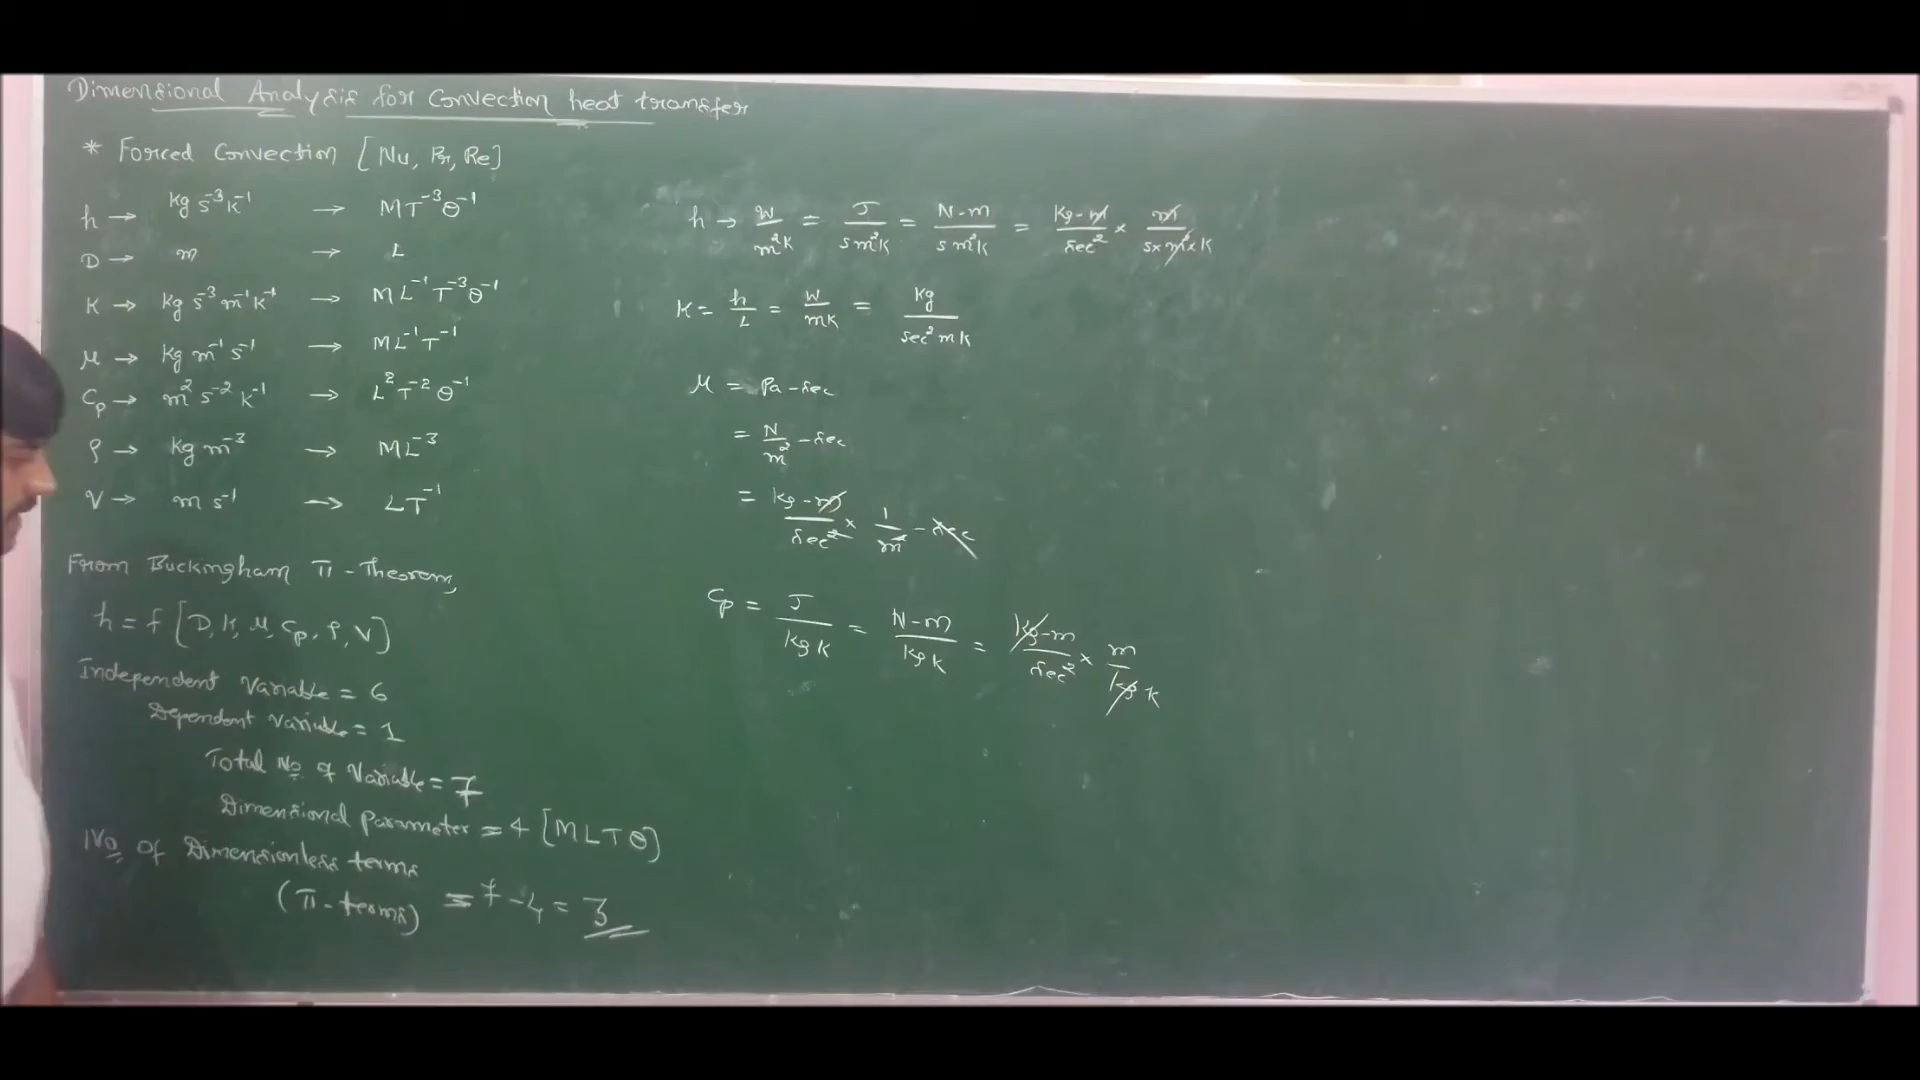 Dimensional Analysis for Convection heat transfer
* Forced Convection [Nu, Pr, Re]
h → kg s⁻³ K⁻¹ → MT⁻³θ⁻¹
D → m → L
K → kg s⁻³ m⁻¹ K⁻¹ → ML⁻¹T⁻³θ⁻¹
μ → kg m⁻¹ s⁻¹ → ML⁻¹T⁻¹
Cp → m² s⁻² K⁻¹ → L²T⁻²θ⁻¹
ρ → kg m⁻³ → ML⁻³
V → m s⁻¹ → LT⁻¹
From Buckingham π-Theorem,
h = f [D, K, μ, Cp, ρ, V]
Independent Variable = 6
Dependent Variable = 1
Total No of Variable = 7
Dimensional parameter = 4 [M L T θ]
No of Dimensionless terms
(π-terms) = 7 - 4 = 3
h → W/m²K = J/s m²K = N-m/s m²K = kg-m/sec² × m/s×m²×K
K = h/L = W/mK = kg/sec² m K
μ = Pa-sec
= N/m² - sec
= kg-m/sec² × 1/m² - sec
Cp = J/kg K = N-m/kg K = kg-m/sec² × m/kg K